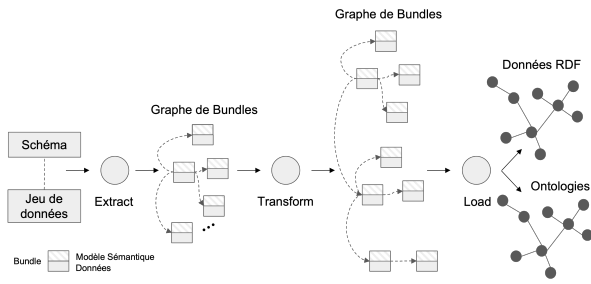 Graphe de Bundles
Données RDF
Graphe de Bundles
Schéma
Jeu de
données
Extract
Transform
Load
Ontologies
Bundle
Modèle Sémantique
Données